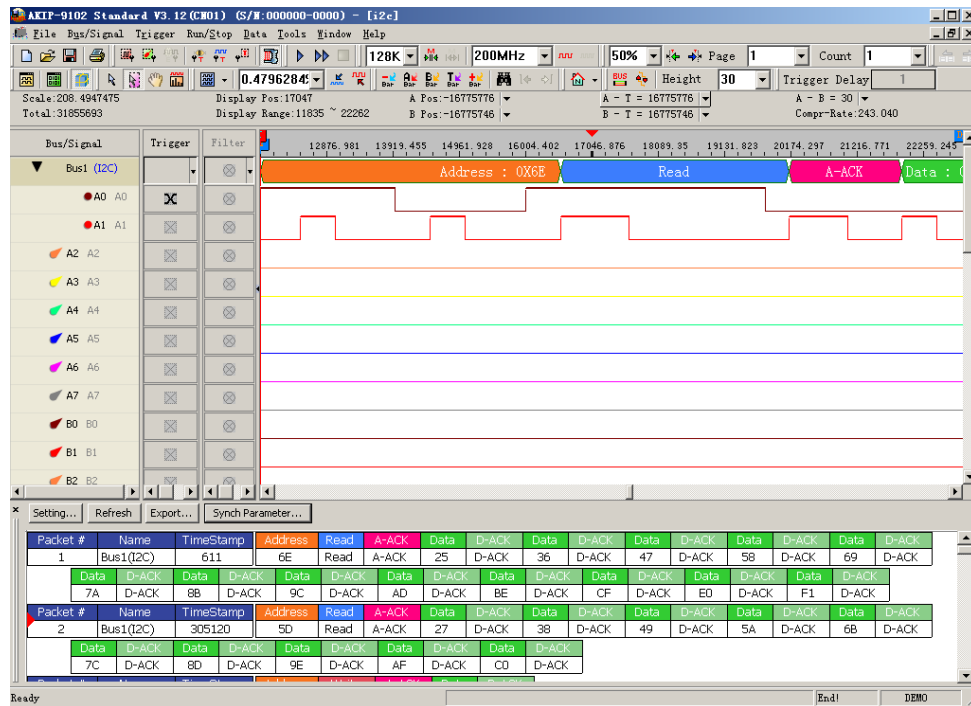 AKIP-9102 Standard V3.12(CH01) (S/N:000000-0000) - [i2c]
File Bus/Signal Trigger Run/Stop Data Tools Window Help
128K 200MHz 50% Page 1 Count 1
0.4796284 Height 30 Trigger Delay 1
Scale:208.4947475 Display Pos:17047 A Pos:-16775776 A - T = 16775776 A - B = 30
Total:31855693 Display Range:11835 ~ 22262 B Pos:-16775746 B - T = 16775746 Compr-Rate:243.040
Bus/Signal Trigger Filter 12876.981 13919.455 14961.928 16004.402 17046.876 18089.35 19131.823 20174.297 21216.771 22259.245
Bus1 (I2C) Address : 0X6E Read A-ACK Data :
A0 A0
A1 A1
A2 A2
A3 A3
A4 A4
A5 A5
A6 A6
A7 A7
B0 B0
B1 B1
B2 B2
Setting... Refresh Export... Synch Parameter...
Packet # Name TimeStamp Address Read A-ACK Data D-ACK Data D-ACK Data D-ACK Data D-ACK Data D-ACK
1 Bus1(I2C) 611 6E Read A-ACK 25 D-ACK 36 D-ACK 47 D-ACK 58 D-ACK 69 D-ACK
Data D-ACK Data D-ACK Data D-ACK Data D-ACK Data D-ACK Data D-ACK Data D-ACK Data D-ACK
7A D-ACK 8B D-ACK 9C D-ACK AD D-ACK BE D-ACK CF D-ACK E0 D-ACK F1 D-ACK
Packet # Name TimeStamp Address Read A-ACK Data D-ACK Data D-ACK Data D-ACK Data D-ACK Data D-ACK
2 Bus1(I2C) 305120 5D Read A-ACK 27 D-ACK 38 D-ACK 49 D-ACK 5A D-ACK 6B D-ACK
Data D-ACK Data D-ACK Data D-ACK Data D-ACK Data D-ACK
7C D-ACK 8D D-ACK 9E D-ACK AF D-ACK C0 D-ACK
Ready End! DEMO